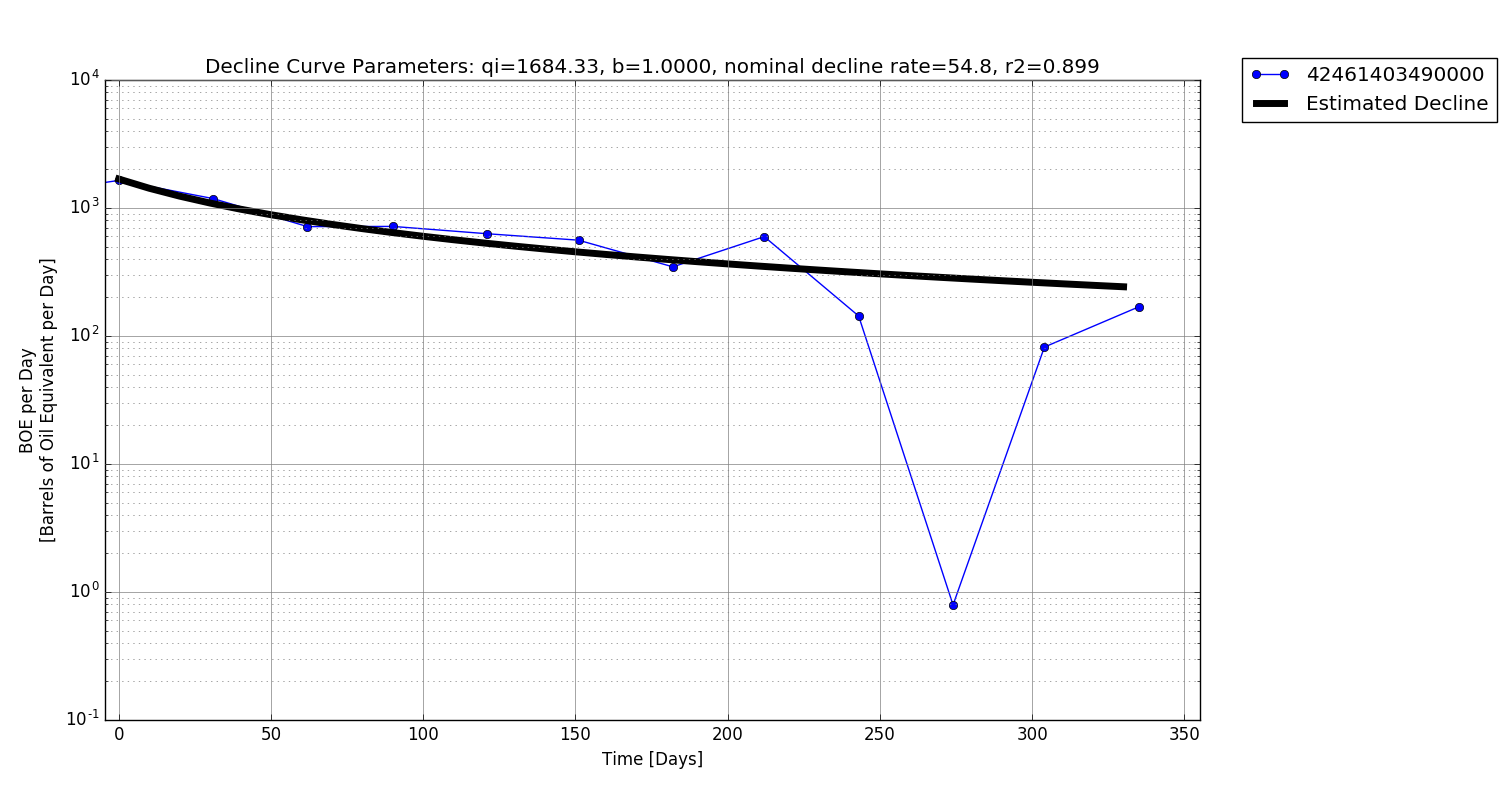 Decline Curve Parameters: qi=1684.33, b=1.0000, nominal decline rate=54.8, r2=0.899
42461403490000
Estimated Decline
10^4
10^3
10^2
10^1
10^0
10^-1
BOE per Day
[Barrels of Oil Equivalent per Day]
0 50 100 150 200 250 300 350
Time [Days]